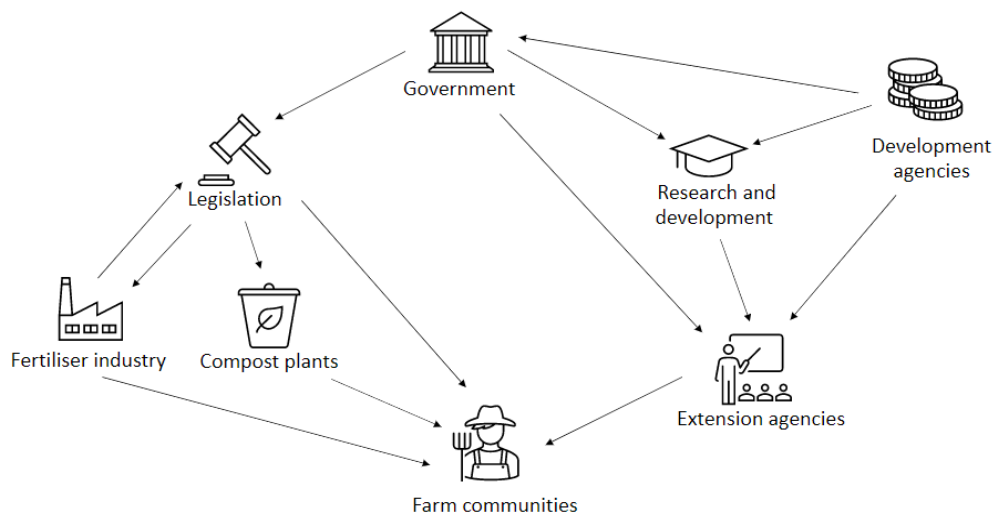 Government
Development
agencies
Legislation
Research and
development
Fertiliser industry
Compost plants
Extension agencies
Farm communities